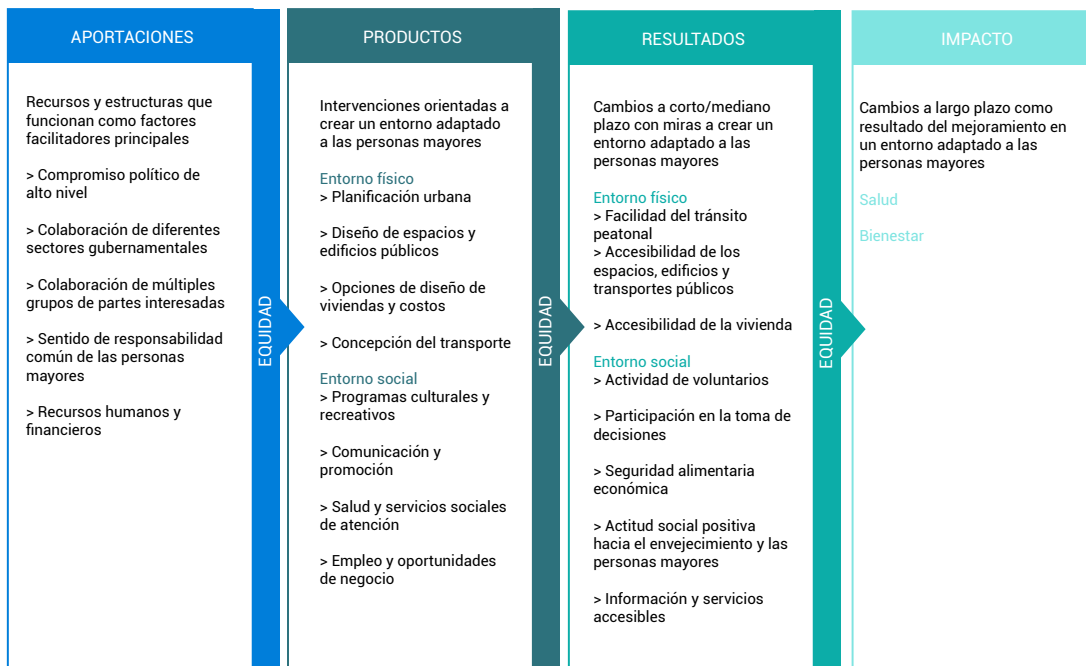 APORTACIONES
Recursos y estructuras que
funcionan como factores
facilitadores principales
> Compromiso político de
alto nivel
> Colaboración de diferentes
sectores gubernamentales
> Colaboración de múltiples
grupos de partes interesadas
> Sentido de responsabilidad
común de las personas
mayores
> Recursos humanos y
financieros
EQUIDAD
PRODUCTOS
Intervenciones orientadas a
crear un entorno adaptado
a las personas mayores
Entorno físico
> Planificación urbana
> Diseño de espacios y
edificios públicos
> Opciones de diseño de
viviendas y costos
> Concepción del transporte
Entorno social
> Programas culturales y
recreativos
> Comunicación y
promoción
> Salud y servicios sociales
de atención
> Empleo y oportunidades
de negocio
EQUIDAD
RESULTADOS
Cambios a corto/mediano
plazo con miras a crear un
entorno adaptado a las
personas mayores
Entorno físico
> Facilidad del tránsito
peatonal
> Accesibilidad de los
espacios, edificios y
transportes públicos
> Accesibilidad de la vivienda
Entorno social
> Actividad de voluntarios
> Participación en la toma de
decisiones
> Seguridad alimentaria
económica
> Actitud social positiva
hacia el envejecimiento y las
personas mayores
> Información y servicios
accesibles
EQUIDAD
IMPACTO
Cambios a largo plazo como
resultado del mejoramiento en
un entorno adaptado a las
personas mayores
Salud
Bienestar